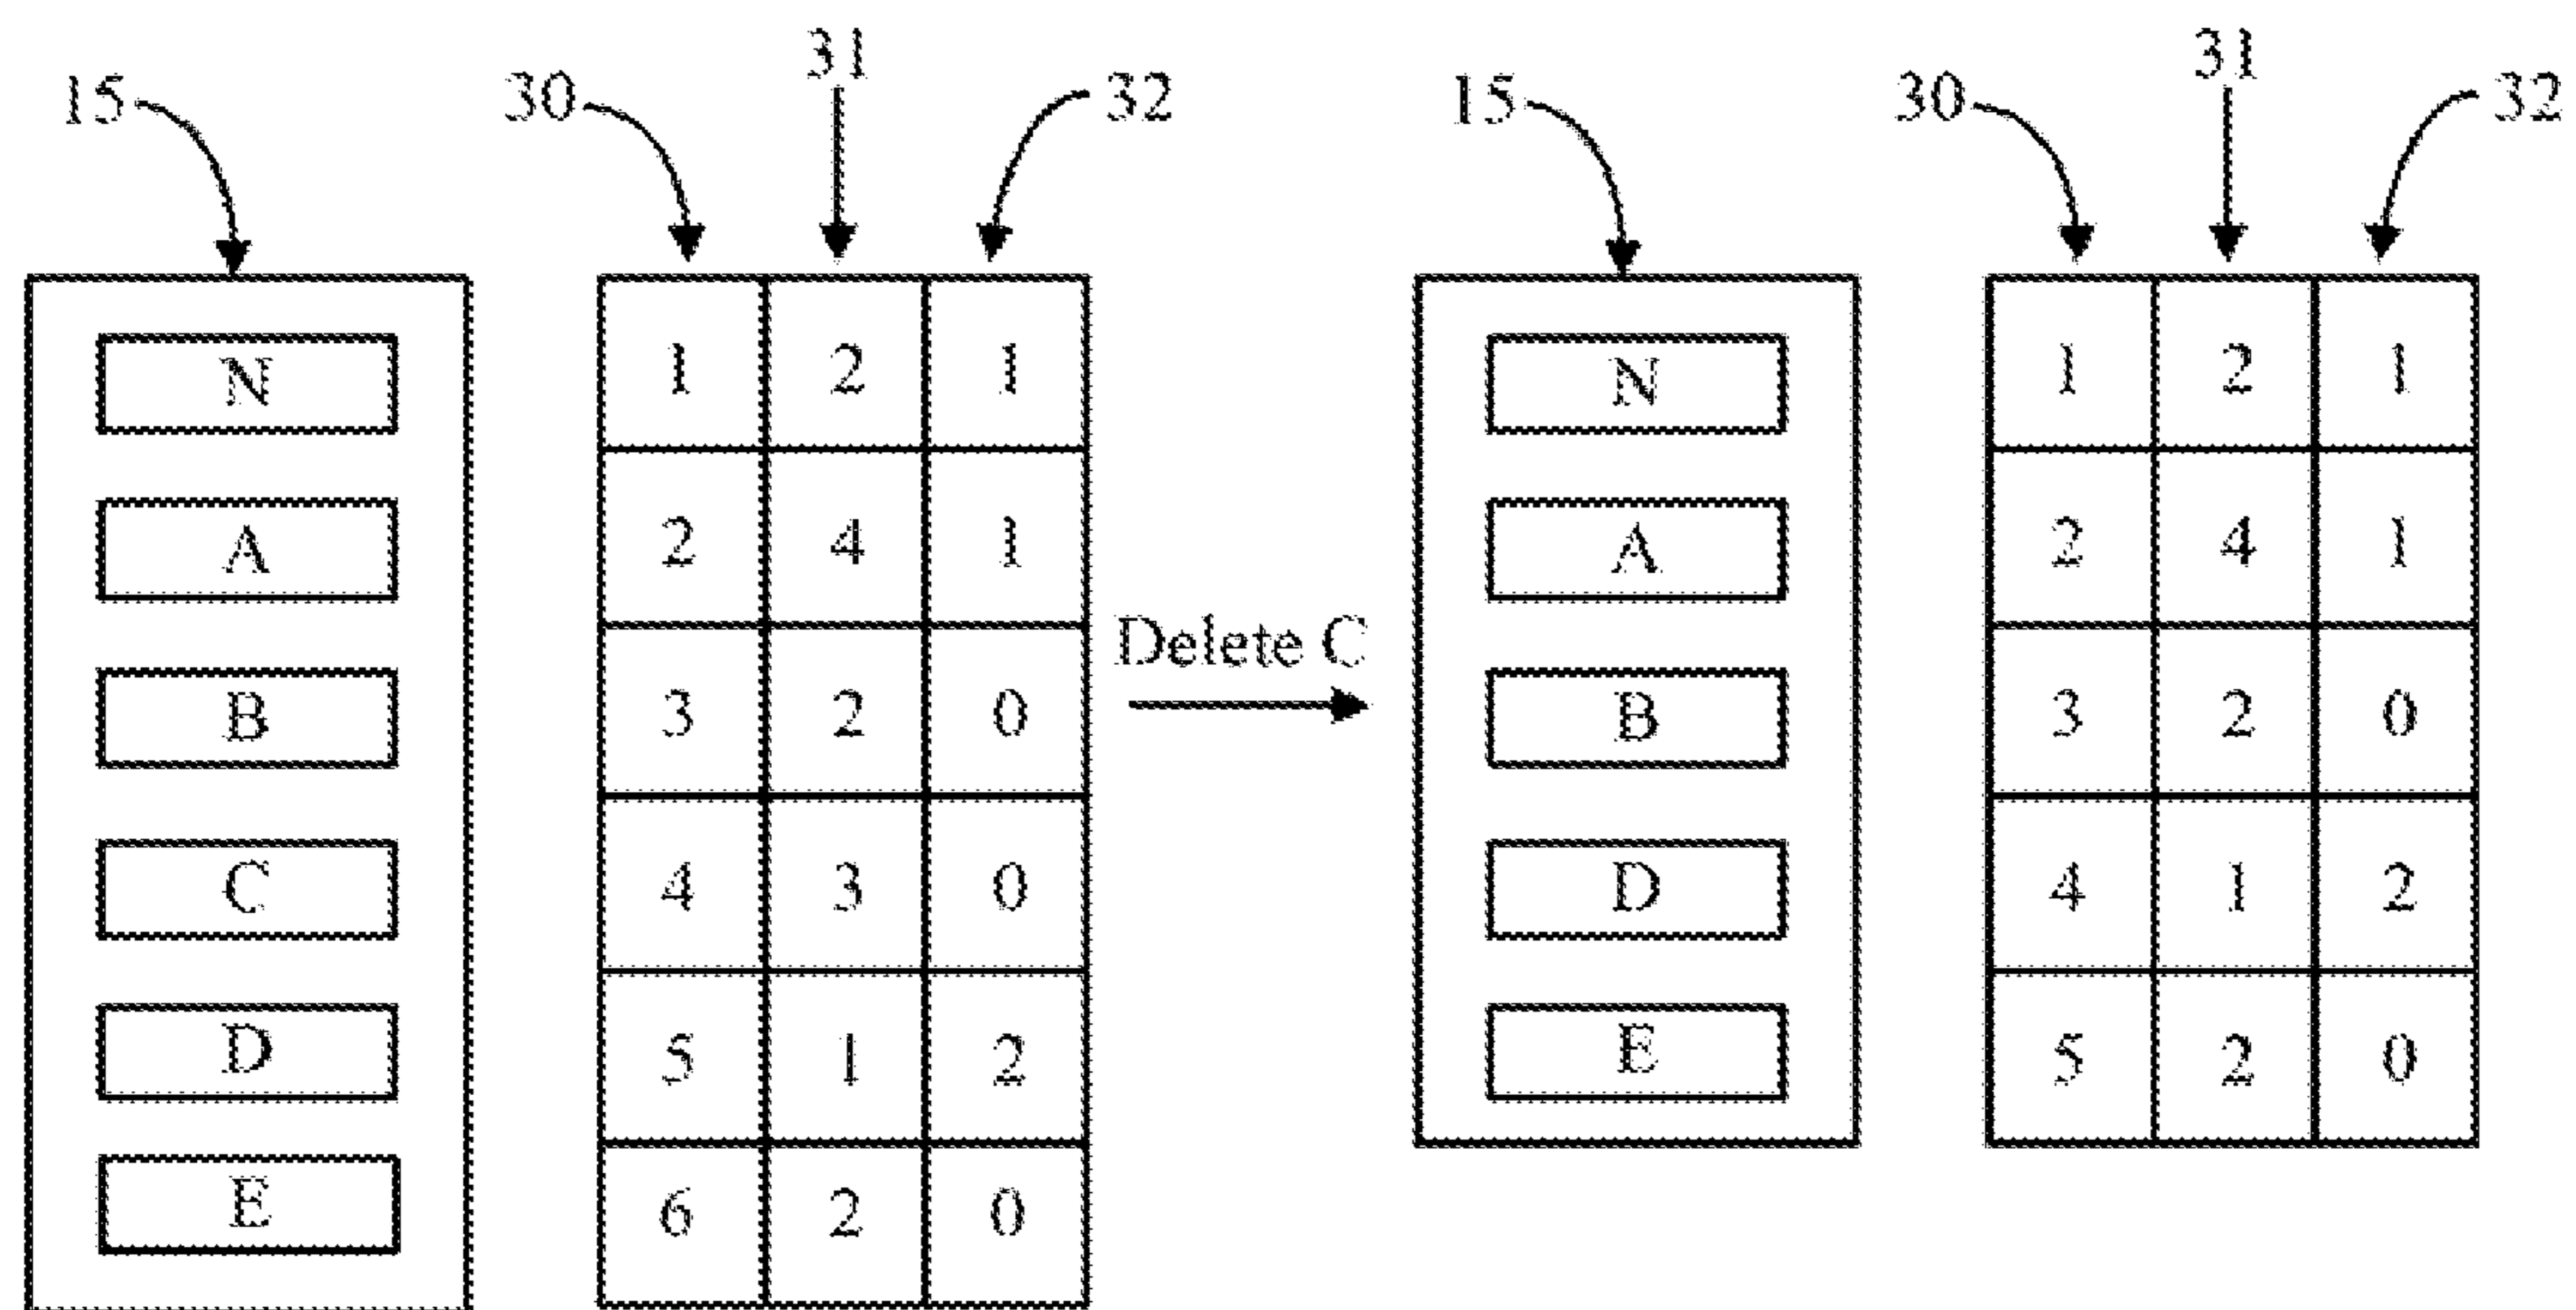 31 31
15 30 32 15 30 32
N 1 2 1 N 1 2 1
A 2 4 1 A 2 4 1
Delete C
B 3 2 0 B 3 2 0
C 4 3 0 D 4 1 2
D 5 1 2 E 5 2 0
E 6 2 0